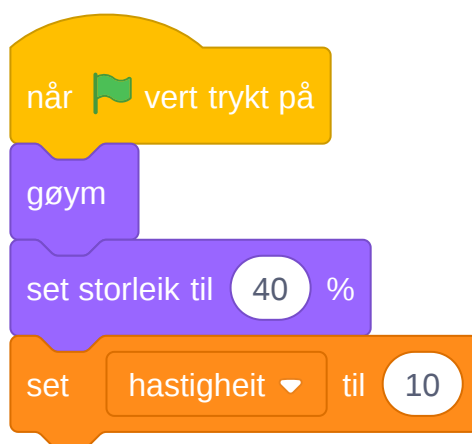 når vert trykt på
gøym
set storleik til 40 %
set hastigheit til 10